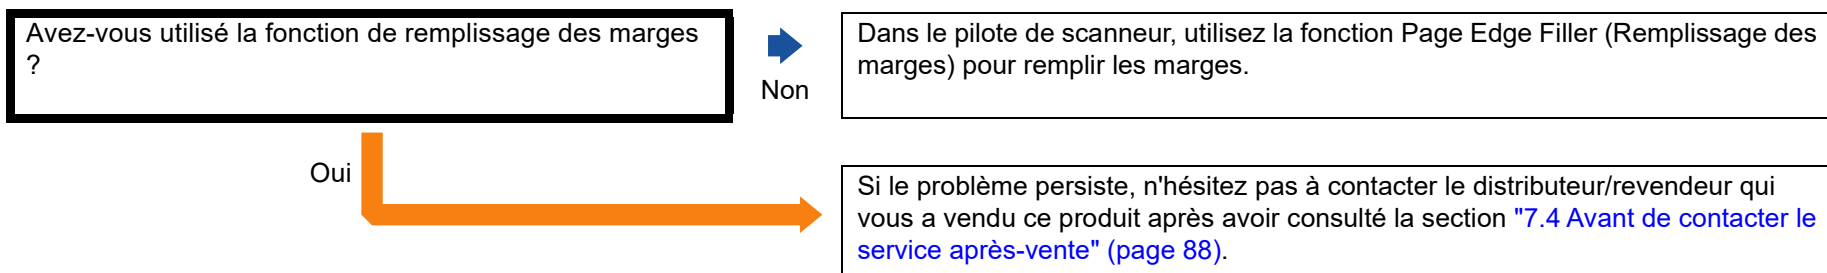 Avez-vous utilisé la fonction de remplissage des marges
?
Non
Dans le pilote de scanneur, utilisez la fonction Page Edge Filler (Remplissage des
marges) pour remplir les marges.
Oui
Si le problème persiste, n'hésitez pas à contacter le distributeur/revendeur qui
vous a vendu ce produit après avoir consulté la section "7.4 Avant de contacter le
service après-vente" (page 88).